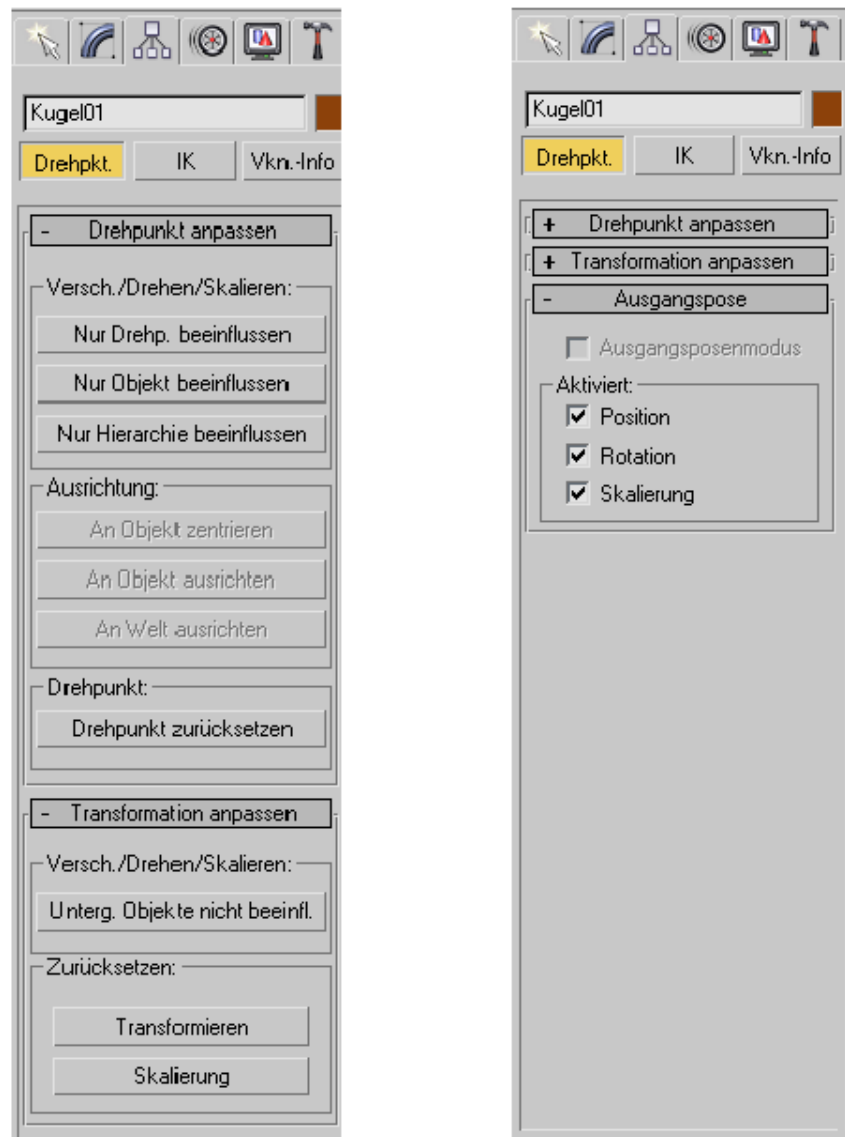 Kugel01
Drehpkt. IK Vkn.-Info
- Drehpunkt anpassen
Versch./Drehen/Skalieren:
Nur Drehp. beeinflussen
Nur Objekt beeinflussen
Nur Hierarchie beeinflussen
Ausrichtung:
An Objekt zentrieren
An Objekt ausrichten
An Welt ausrichten
Drehpunkt:
Drehpunkt zurücksetzen
- Transformation anpassen
Versch./Drehen/Skalieren:
Unterg. Objekte nicht beeinfl.
Zurücksetzen:
Transformieren
Skalierung
Kugel01
Drehpkt. IK Vkn.-Info
+ Drehpunkt anpassen
+ Transformation anpassen
- Ausgangspose
Ausgangsposenmodus
Aktiviert:
Position
Rotation
Skalierung